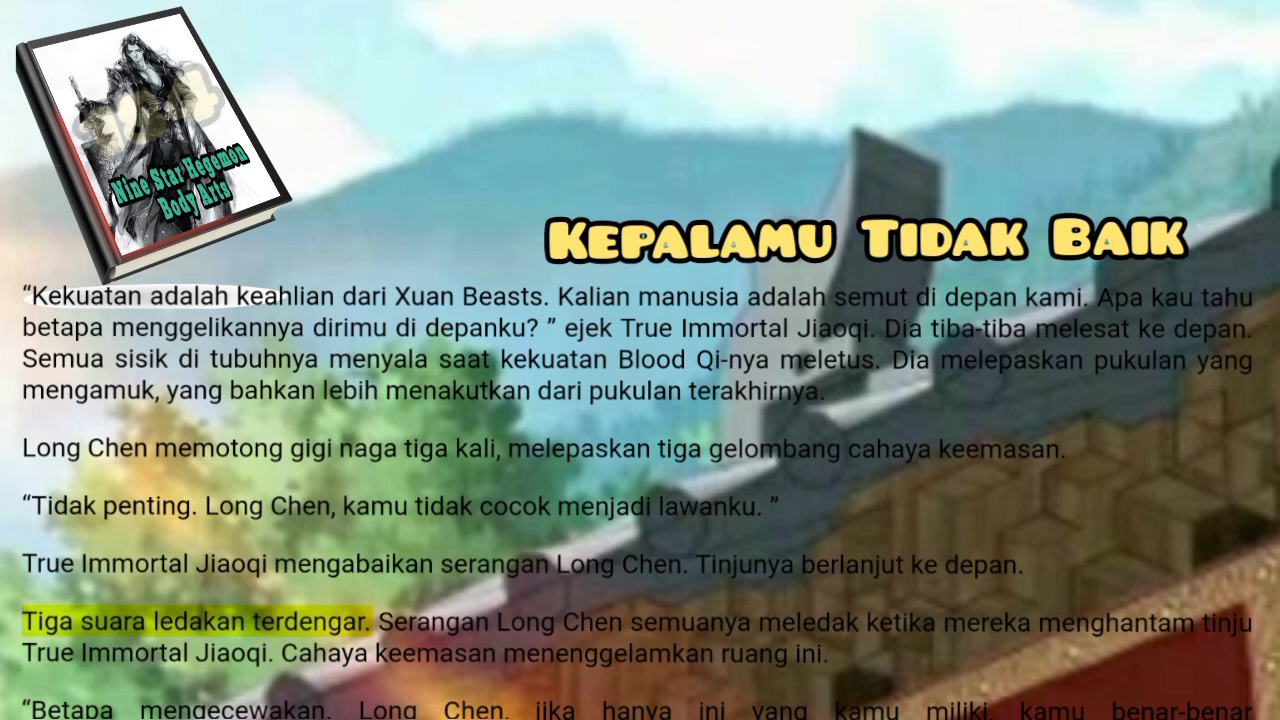 Nine Star Hegemon
Body Arts
KEPALAMU TIDAK BAIK
“Kekuatan adalah keahlian dari Xuan Beasts. Kalian manusia adalah semut di depan kami. Apa kau tahu
betapa menggelikannya dirimu di depanku? ” ejek True Immortal Jiaoqi. Dia tiba-tiba melesat ke depan.
Semua sisik di tubuhnya menyala saat kekuatan Blood Qi-nya meletus. Dia melepaskan pukulan yang
mengamuk, yang bahkan lebih menakutkan dari pukulan terakhirnya.
Long Chen memotong gigi naga tiga kali, melepaskan tiga gelombang cahaya keemasan.
“Tidak penting. Long Chen, kamu tidak cocok menjadi lawanku. ”
True Immortal Jiaoqi mengabaikan serangan Long Chen. Tinjunya berlanjut ke depan.
Tiga suara ledakan terdengar. Serangan Long Chen semuanya meledak ketika mereka menghantam tinju
True Immortal Jiaoqi. Cahaya keemasan menenggelamkan ruang ini.
“Betapa mengecewakan. Long Chen, jika hanya ini yang kamu miliki, kamu benar-benar